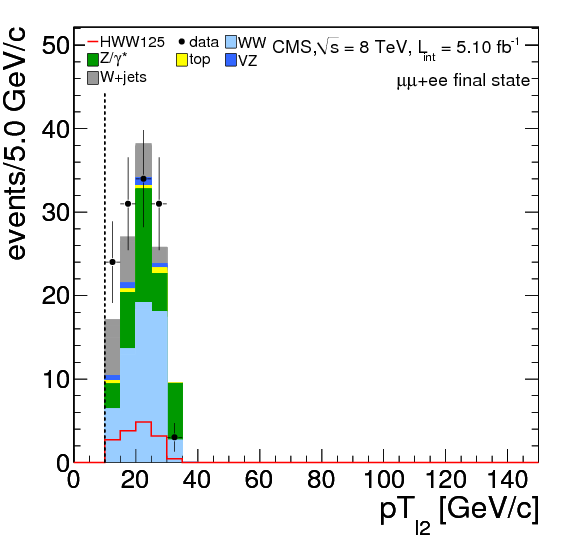 HWW125 data WW CMS,√s = 8 TeV, L_int = 5.10 fb^-1
Z/γ* top VZ
W+jets μμ+ee final state
events/5.0 GeV/c
50
40
30
20
10
0
0 20 40 60 80 100 120 140
pT_l2 [GeV/c]